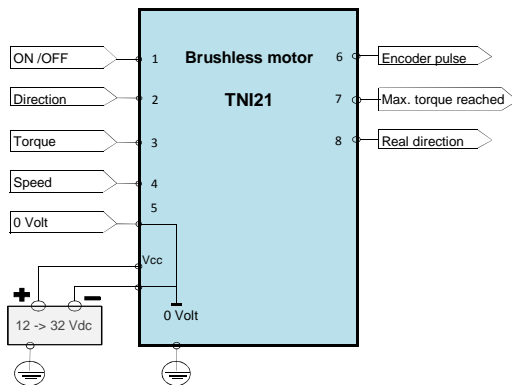 ON /OFF
Direction
Torque
Speed
0 Volt
1
2
3
4
5
Brushless motor
TNI21
6
7
8
Encoder pulse
Max. torque reached
Real direction
Vcc
0 Volt
+
−
12 -> 32 Vdc